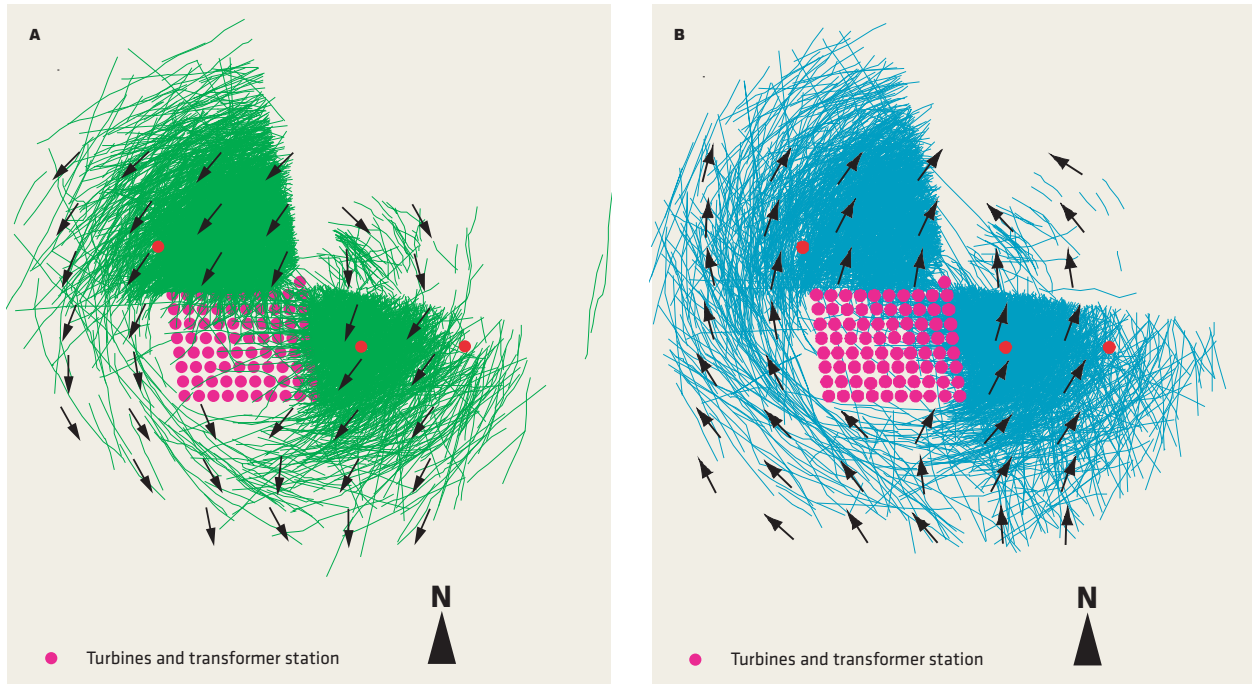 A
B
N
N
Turbines and transformer station
Turbines and transformer station